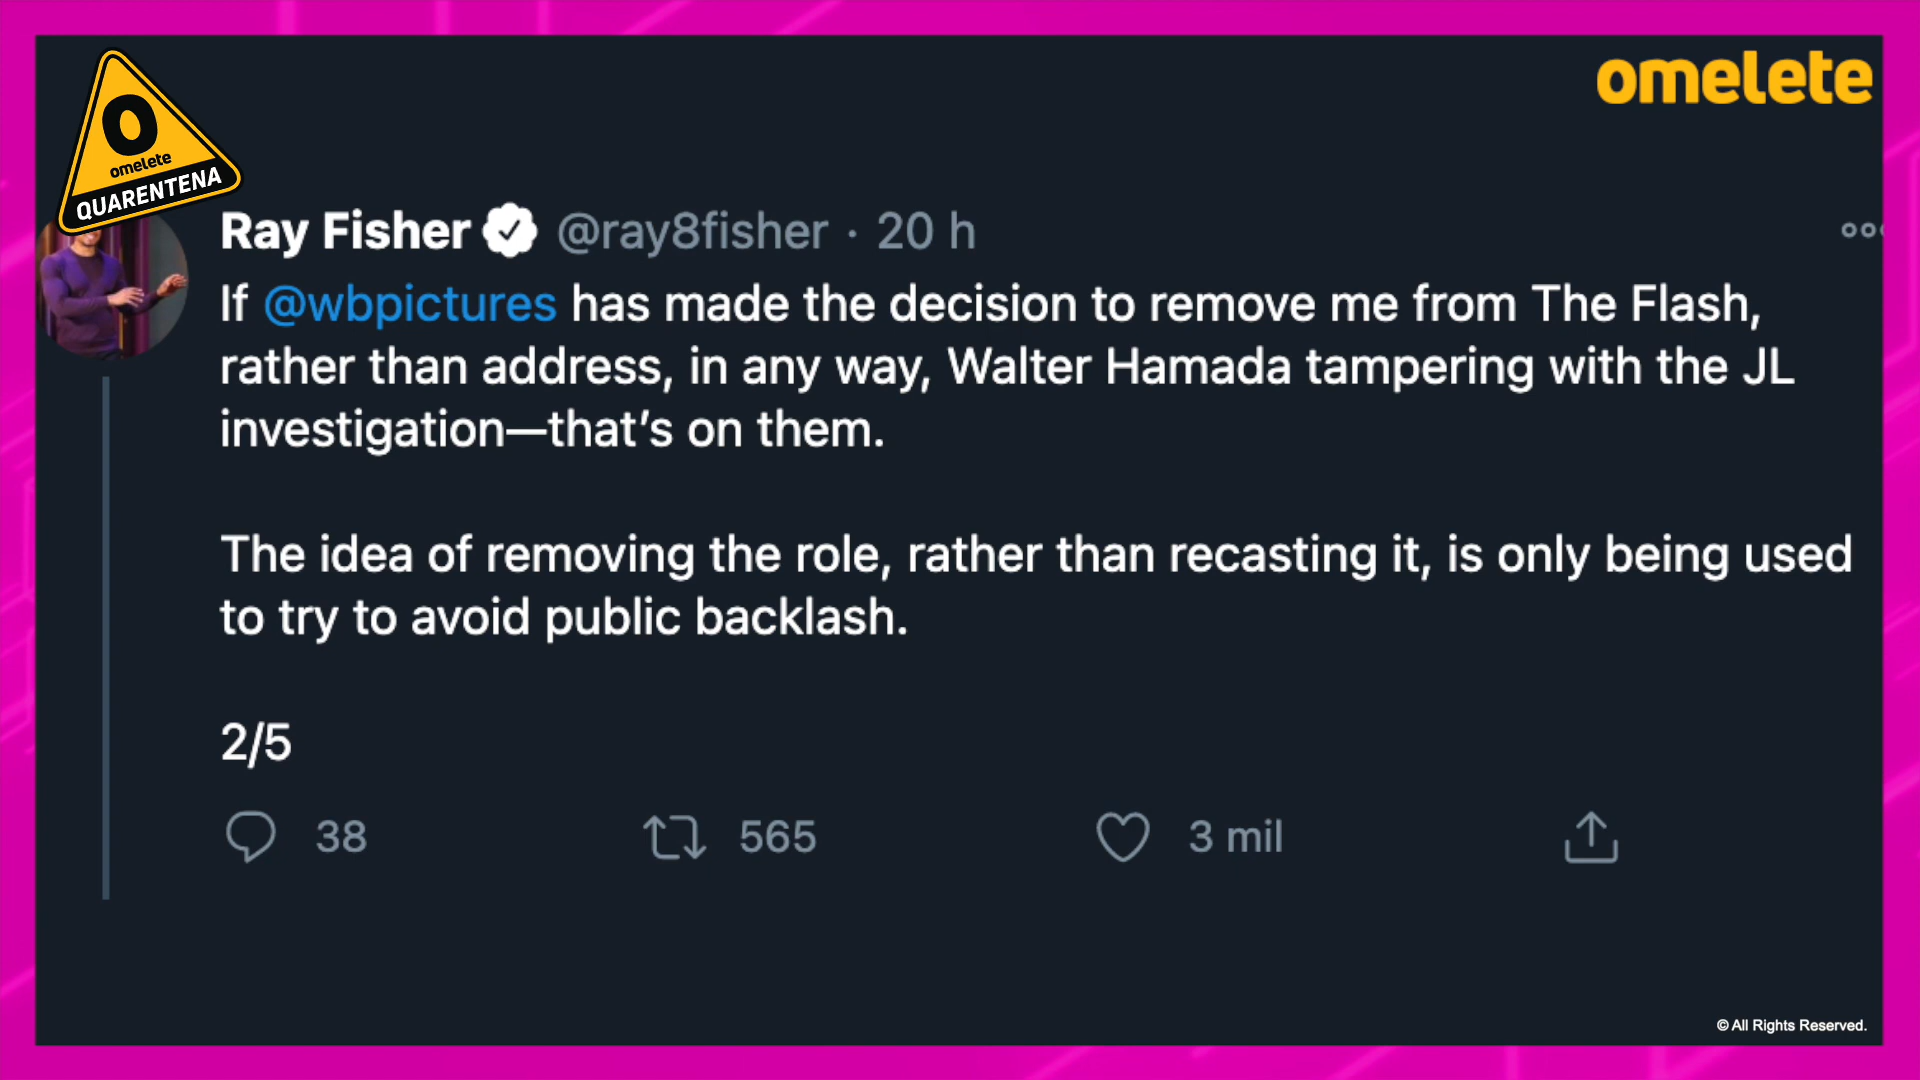 omelete
O
omelete
QUARENTENA
Ray Fisher @ray8fisher · 20 h
If @wbpictures has made the decision to remove me from The Flash,
rather than address, in any way, Walter Hamada tampering with the JL
investigation—that’s on them.
The idea of removing the role, rather than recasting it, is only being used
to try to avoid public backlash.
2/5
38 565 3 mil
© All Rights Reserved.